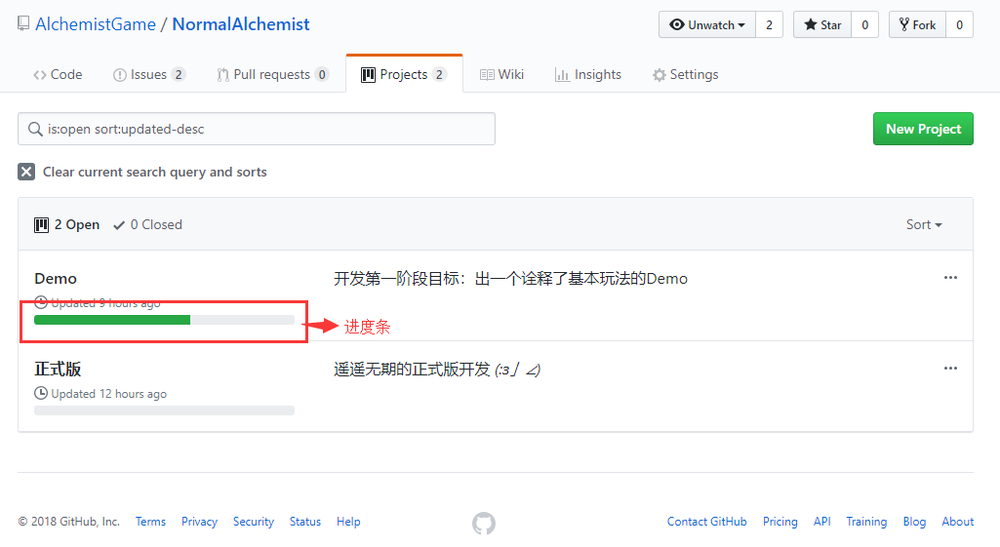 AlchemistGame / NormalAlchemist
Unwatch 2 Star 0 Fork 0
Code Issues 2 Pull requests 0 Projects 2 Wiki Insights Settings
is:open sort:updated-desc
New Project
Clear current search query and sorts
2 Open 0 Closed
Sort
Demo
开发第一阶段目标：出一个诠释了基本玩法的Demo
Updated 9 hours ago
进度条
正式版
遥遥无期的正式版开发 (:з」∠)
Updated 12 hours ago
© 2018 GitHub, Inc. Terms Privacy Security Status Help
Contact GitHub Pricing API Training Blog About